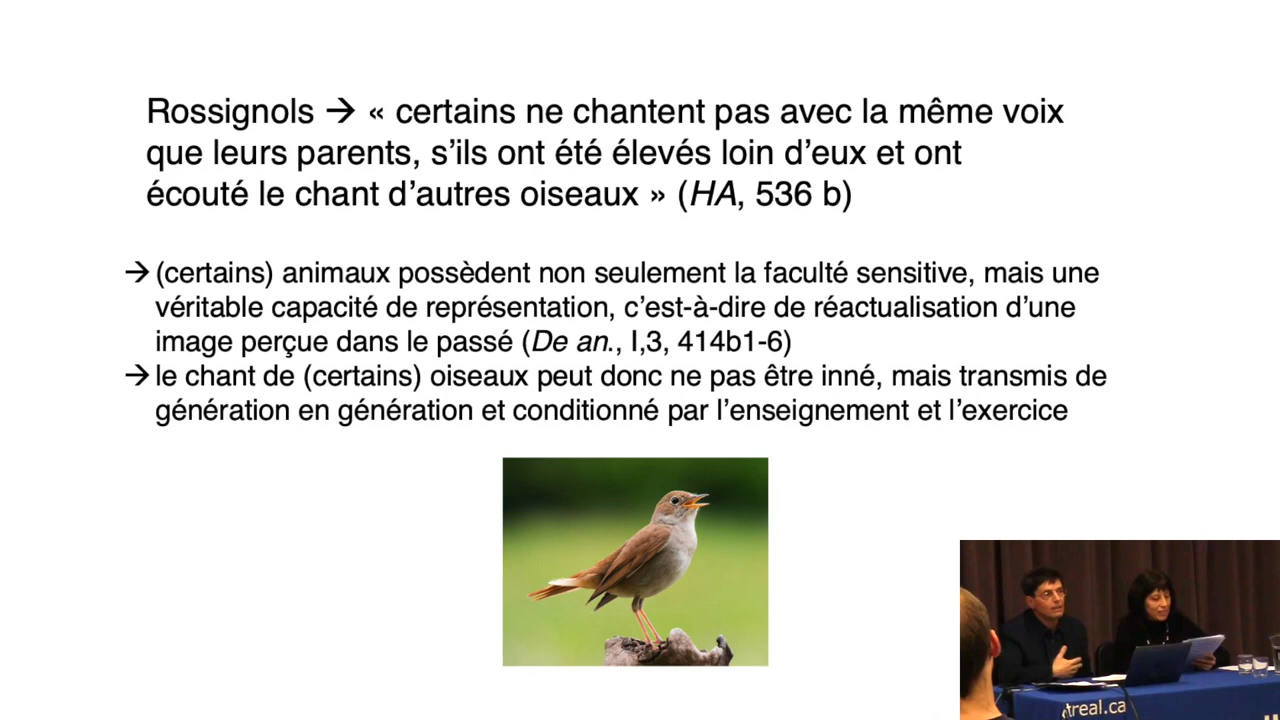 Rossignols → « certains ne chantent pas avec la même voix
que leurs parents, s’ils ont été élevés loin d’eux et ont
écouté le chant d’autres oiseaux » (HA, 536 b)
→ (certains) animaux possèdent non seulement la faculté sensitive, mais une
véritable capacité de représentation, c’est-à-dire de réactualisation d’une
image perçue dans le passé (De an., I,3, 414b1-6)
→ le chant de (certains) oiseaux peut donc ne pas être inné, mais transmis de
génération en génération et conditionné par l’enseignement et l’exercice
treal.ca